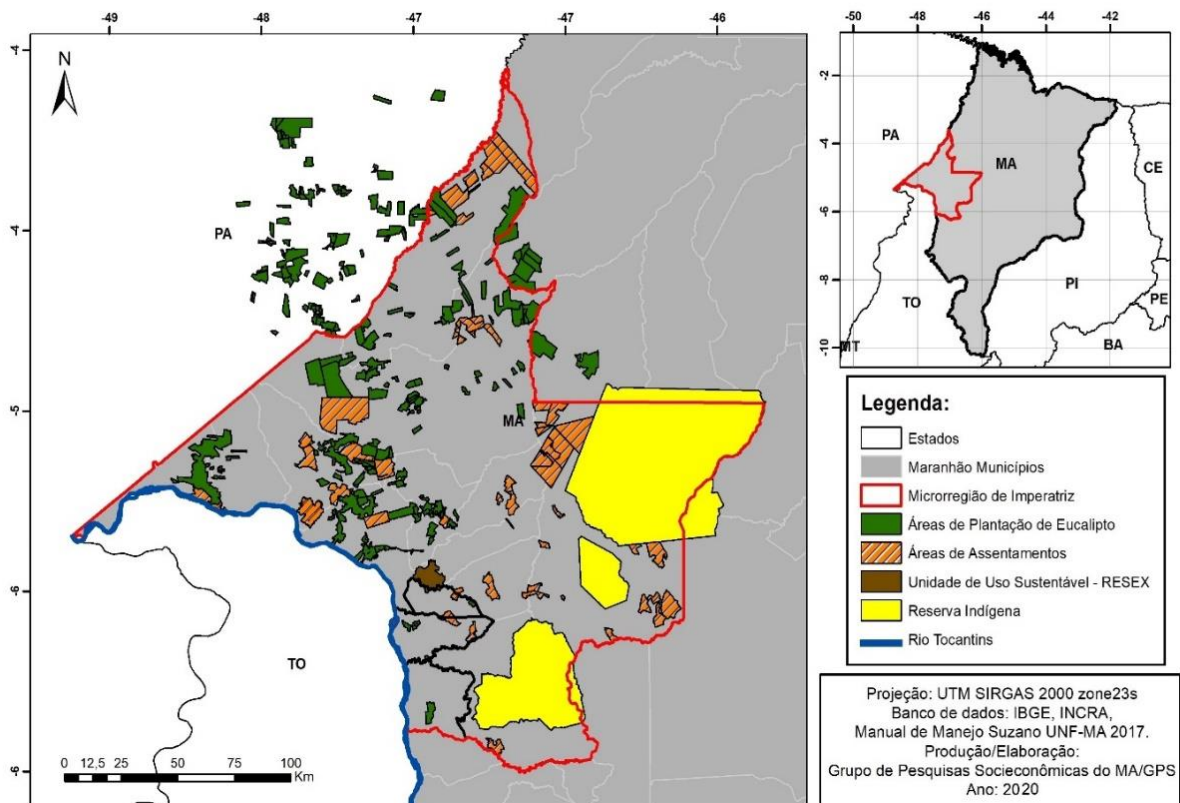 -49 -48 -47 -47 -46
-4
-4
-5
-6
-6
N
PA
MA
TO
0 12,5 25 50 75 100
Km
-50 -48 -46 -44 -42
-2
-4
-6
-8
-10
PA
MA
CE
PI
TO
PE
BA
MT
Legenda:
Estados
Maranhão Municípios
Microrregião de Imperatriz
Áreas de Plantação de Eucalipto
Áreas de Assentamentos
Unidade de Uso Sustentável - RESEX
Reserva Indígena
Rio Tocantins
Projeção: UTM SIRGAS 2000 zone23s
Banco de dados: IBGE, INCRA,
Manual de Manejo Suzano UNF-MA 2017.
Produção/Elaboração:
Grupo de Pesquisas Socieconômicas do MA/GPS
Ano: 2020